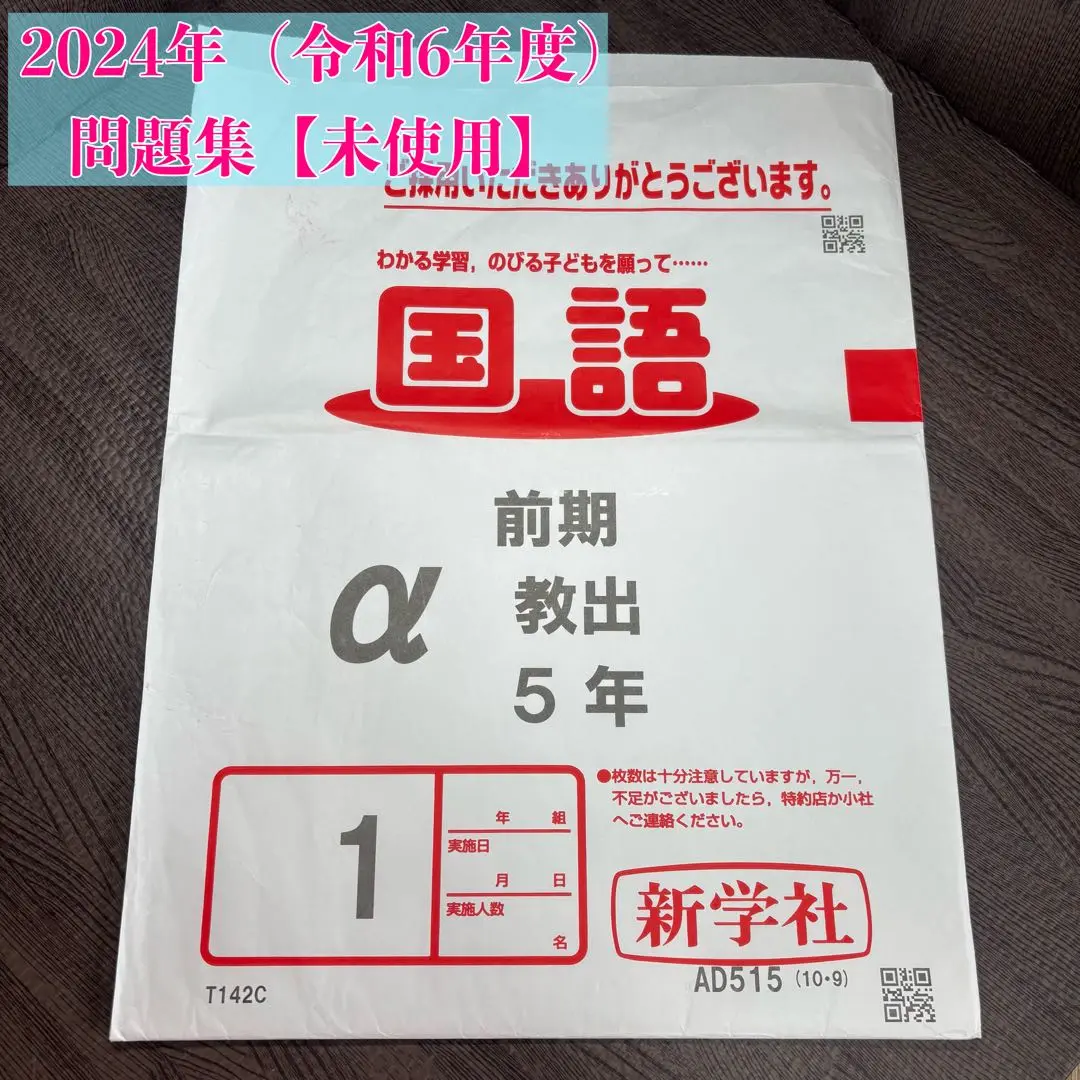 2024年（令和6年度）
問題集【未使用】
ご採用いただきありがとうございます。
わかる学習，のびる子どもを願って……
国語
前期
α
教出
5年
1
年 組
実施日
月 日
実施人数
名
●枚数は十分注意していますが，万一，
不足がございましたら，特約店か小社
へご連絡ください。
新学社
AD515（10・9）
T142C